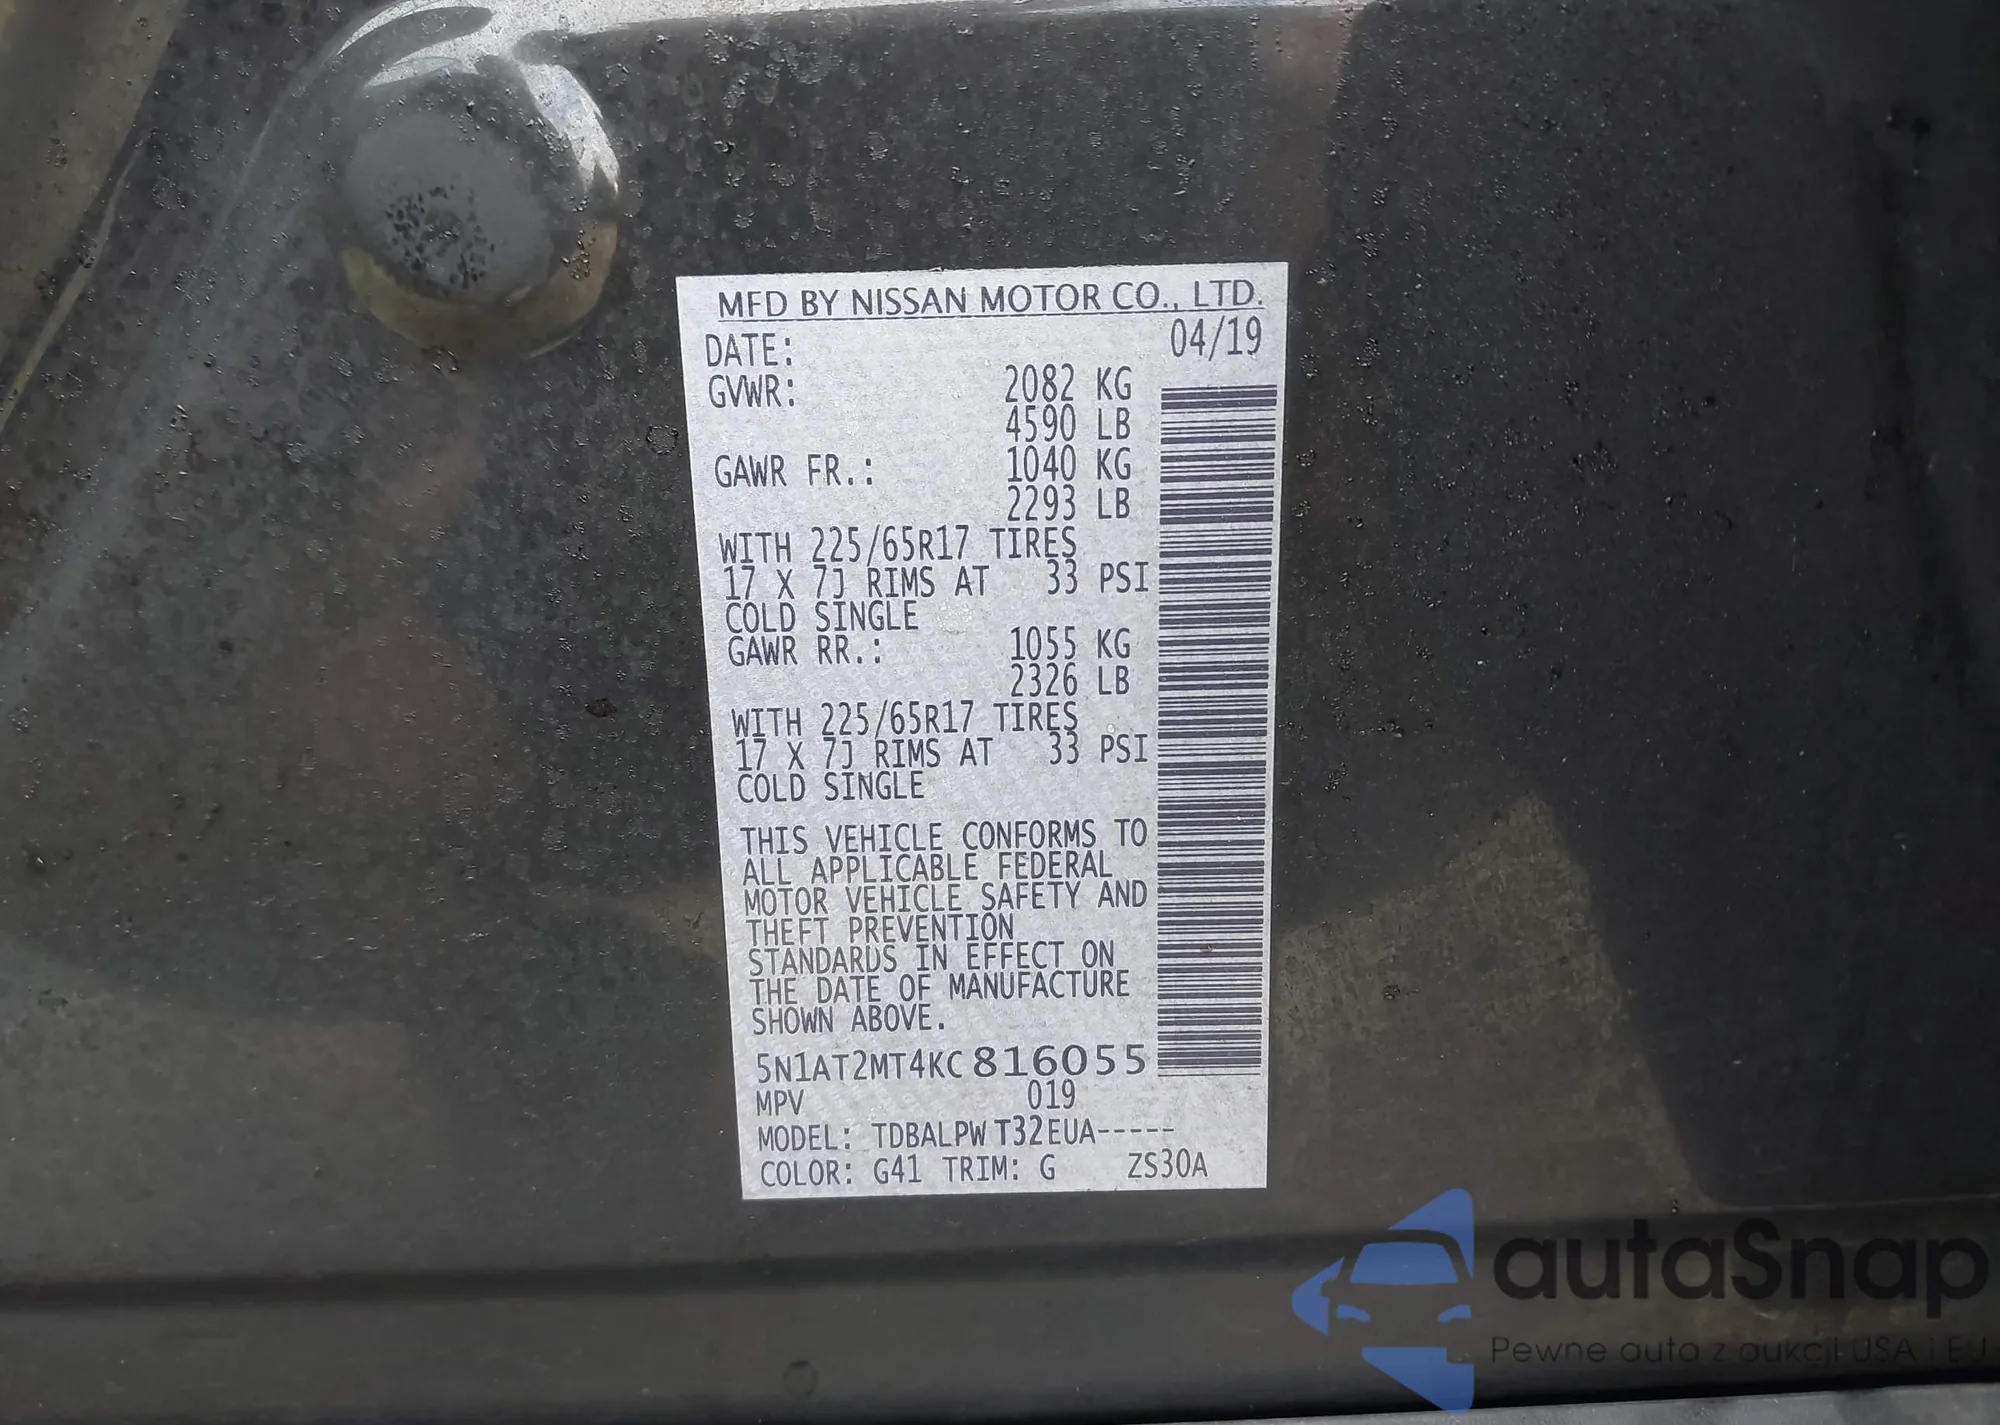 MFD BY NISSAN MOTOR CO., LTD.
DATE: 04/19
GVWR: 2082 KG
4590 LB
GAWR FR.: 1040 KG
2293 LB
WITH 225/65R17 TIRES
17 X 7J RIMS AT 33 PSI
COLD SINGLE
GAWR RR.: 1055 KG
2326 LB
WITH 225/65R17 TIRES
17 X 7J RIMS AT 33 PSI
COLD SINGLE
THIS VEHICLE CONFORMS TO
ALL APPLICABLE FEDERAL
MOTOR VEHICLE SAFETY AND
THEFT PREVENTION
STANDARDS IN EFFECT ON
THE DATE OF MANUFACTURE
SHOWN ABOVE.
5N1AT2MT4KC816055
MPV 019
MODEL: TDBALPW T32EUA-----
COLOR: G41 TRIM: G ZS30A
autaSnap
Pewne auta z aukcji USA i EU